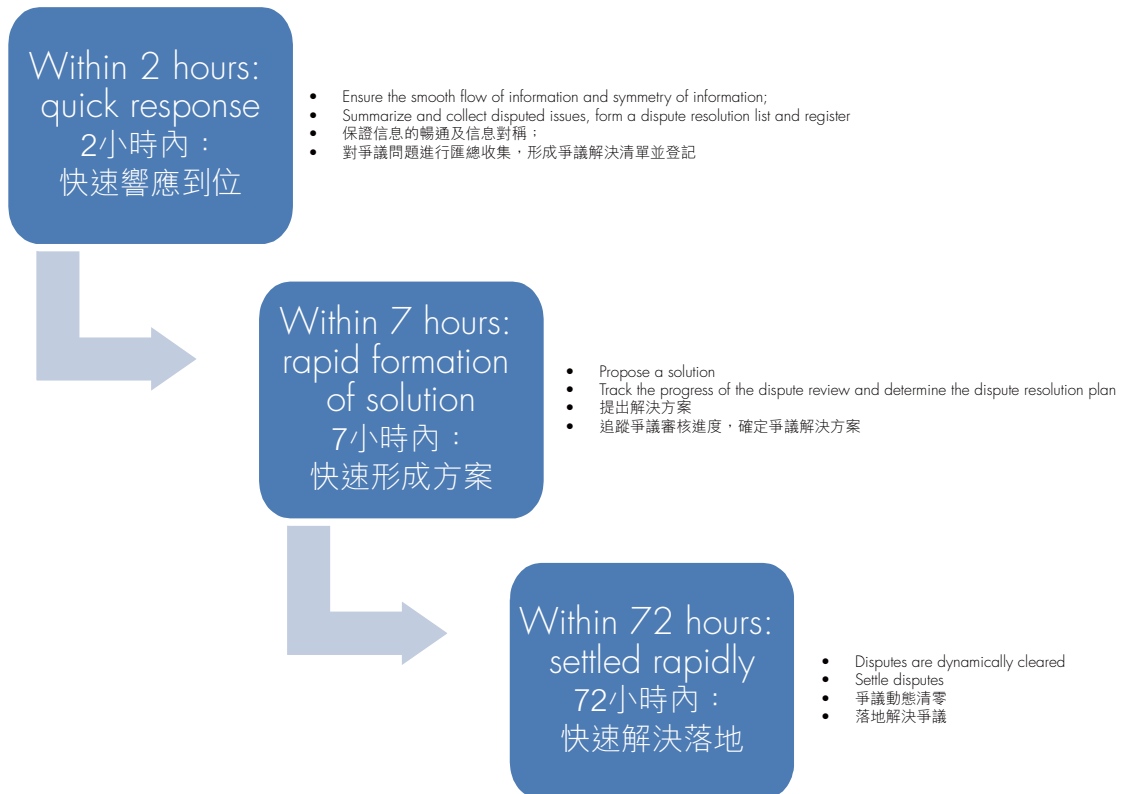 Within 2 hours:
quick response
2小時內：
快速響應到位
• Ensure the smooth flow of information and symmetry of information;
• Summarize and collect disputed issues, form a dispute resolution list and register
• 保證信息的暢通及信息對稱；
• 對爭議問題進行匯總收集，形成爭議解決清單並登記
Within 7 hours:
rapid formation
of solution
7小時內：
快速形成方案
• Propose a solution
• Track the progress of the dispute review and determine the dispute resolution plan
• 提出解決方案
• 追蹤爭議審核進度，確定爭議解決方案
Within 72 hours:
settled rapidly
72小時內：
快速解決落地
• Disputes are dynamically cleared
• Settle disputes
• 爭議動態清零
• 落地解決爭議